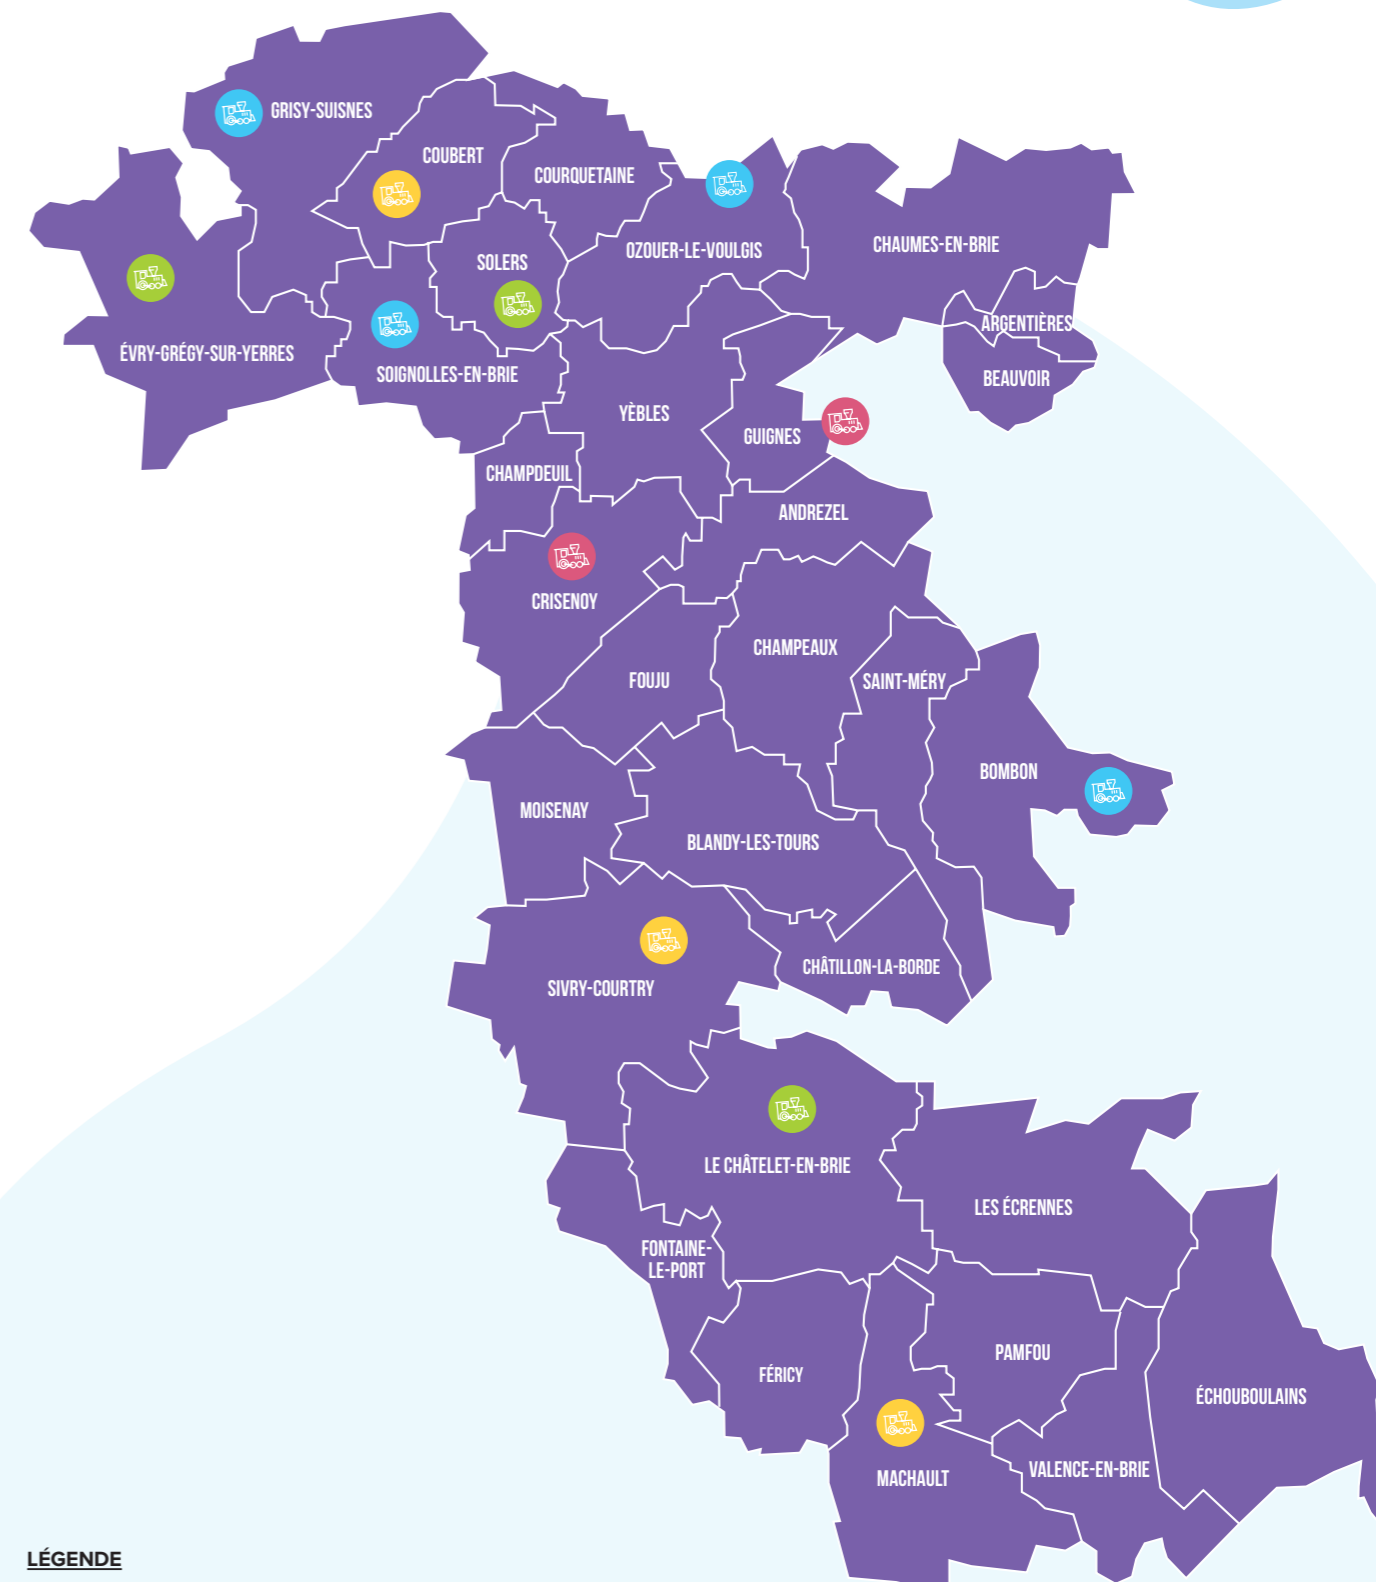 GRISY-SUISNES
COUBERT
COURQUETAINE
OZOUER-LE-VOULGIS
CHAUMES-EN-BRIE
SOLERS
ARGENTIÈRES
ÉVRY-GRÉGY-SUR-YERRES
SOIGNOLLES-EN-BRIE
BEAUVOIR
YÈBLES
GUIGNES
CHAMPDEUIL
ANDREZEL
CRISENOY
CHAMPEAUX
FOUJU
SAINT-MÉRY
BOMBON
MOISENAY
BLANDY-LES-TOURS
CHÂTILLON-LA-BORDE
SIVRY-COURTRY
LE CHÂTELET-EN-BRIE
LES ÉCRENNES
FONTAINE-
LE-PORT
PAMFOU
FÉRICY
ÉCHOUBOULAINS
VALENCE-EN-BRIE
MACHAULT
LÉGENDE